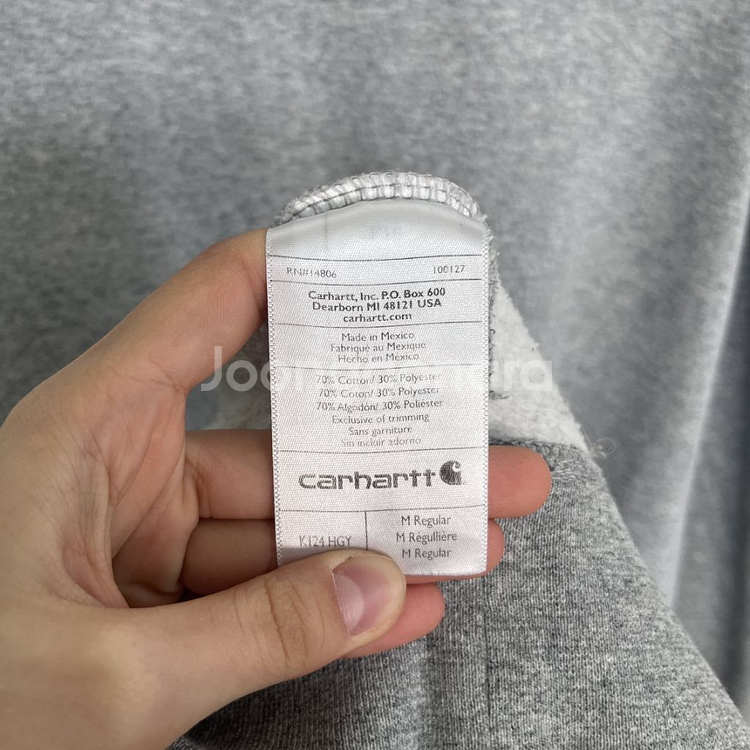 RN#14806 100127
Carhartt, Inc. P.O. Box 600
Dearborn MI 48121 USA
carhartt.com
Made in Mexico
Fabriqué au Mexique
Hecho en Mexico
70% Cotton/ 30% Polyester
70% Coton/ 30% Polyester
70% Algodón/ 30% Poliéster
Exclusive of trimming
Sans garniture
Sin incluir adorno
carhartt
K124 HGY
M Regular
M Régullière
M Regular